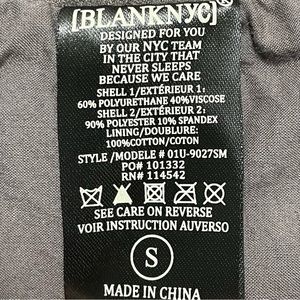 [BLANKNYC]®
DESIGNED FOR YOU
BY OUR NYC TEAM
IN THE CITY THAT
NEVER SLEEPS
BECAUSE WE CARE
SHELL 1/EXTÉRIEUR 1:
60% POLYURETHANE 40%VISCOSE
SHELL 2/EXTÉRIEUR 2:
90% POLYESTER 10% SPANDEX
LINING/DOUBLURE:
100%COTTON/COTON
STYLE /MODELE # 01U-9027SM
PO# 101332
RN# 114542
SEE CARE ON REVERSE
VOIR INSTRUCTION AUVERSO
S
MADE IN CHINA